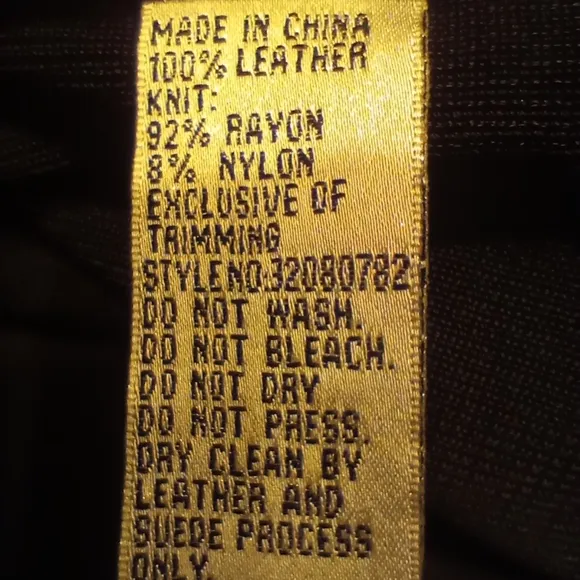 MADE IN CHINA
100% LEATHER
KNIT:
92% RAYON
8% NYLON
EXCLUSIVE OF
TRIMMING
STYLENO.32080782
DO NOT WASH.
DO NOT BLEACH.
DO NOT DRY
DO NOT PRESS.
DRY CLEAN BY
LEATHER AND
SUEDE PROCESS
ONLY.